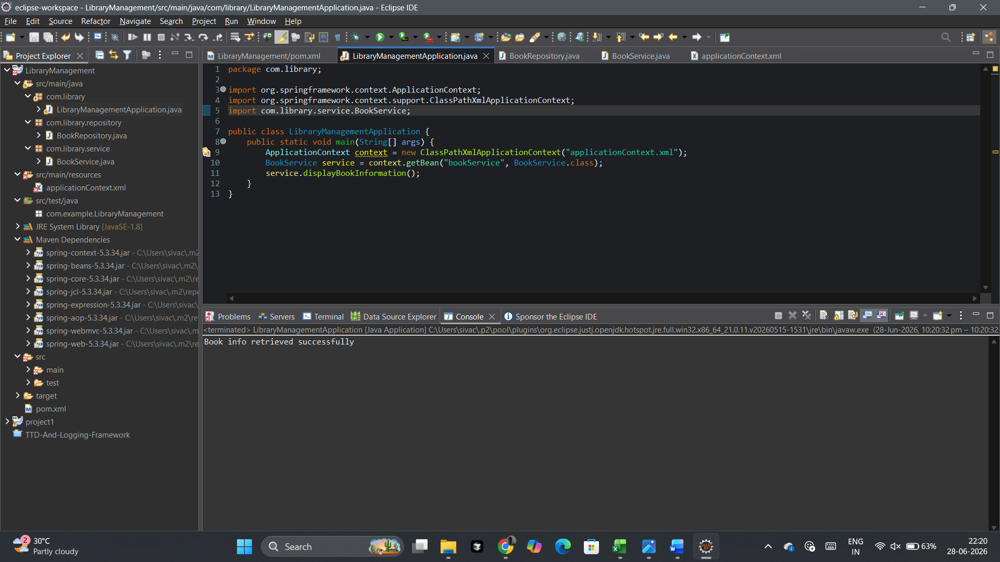 eclipse-workspace - LibraryManagement/src/main/java/com/library/LibraryManagementApplication.java - Eclipse IDE
File Edit Source Refactor Navigate Search Project Run Window Help
Project Explorer
LibraryManagement
src/main/java
com.library
LibraryManagementApplication.java
com.library.repository
BookRepository.java
com.library.service
BookService.java
src/main/resources
applicationContext.xml
src/test/java
com.example.LibraryManagement
JRE System Library [JavaSE-1.8]
Maven Dependencies
spring-context-5.3.34.jar - C:\Users\sivac\.m2
spring-beans-5.3.34.jar - C:\Users\sivac\.m2\
spring-core-5.3.34.jar - C:\Users\sivac\.m2\re
spring-jcl-5.3.34.jar - C:\Users\sivac\.m2\repo
spring-expression-5.3.34.jar - C:\Users\sivac\
spring-aop-5.3.34.jar - C:\Users\sivac\.m2\re
spring-webmvc-5.3.34.jar - C:\Users\sivac\
spring-web-5.3.34.jar - C:\Users\sivac\.m2\re
src
main
test
target
pom.xml
project1
TTD-And-Logging-Framework
LibraryManagement/pom.xml LibraryManagementApplication.java BookRepository.java BookService.java applicationContext.xml
1 package com.library;
2
3 import org.springframework.context.ApplicationContext;
4 import org.springframework.context.support.ClassPathXmlApplicationContext;
5 import com.library.service.BookService;
6
7 public class LibraryManagementApplication {
8 public static void main(String[] args) {
9 ApplicationContext context = new ClassPathXmlApplicationContext("applicationContext.xml");
10 BookService service = context.getBean("bookService", BookService.class);
11 service.displayBookInformation();
12 }
13 }
Problems Servers Terminal Data Source Explorer Console Sponsor the Eclipse IDE
<terminated> LibraryManagementApplication [Java Application] C:\Users\sivac\.p2\pool\plugins\org.eclipse.justj.openjdk.hotspot.jre.full.win32.x86_64_21.0.11.v20260515-1531\jre\bin\javaw.exe (28-Jun-2026, 10:20:32 pm – 10:20:32
Book info retrieved successfully
2
30°C
Partly cloudy
Search
ENG
IN
63%
22:20
28-06-2026